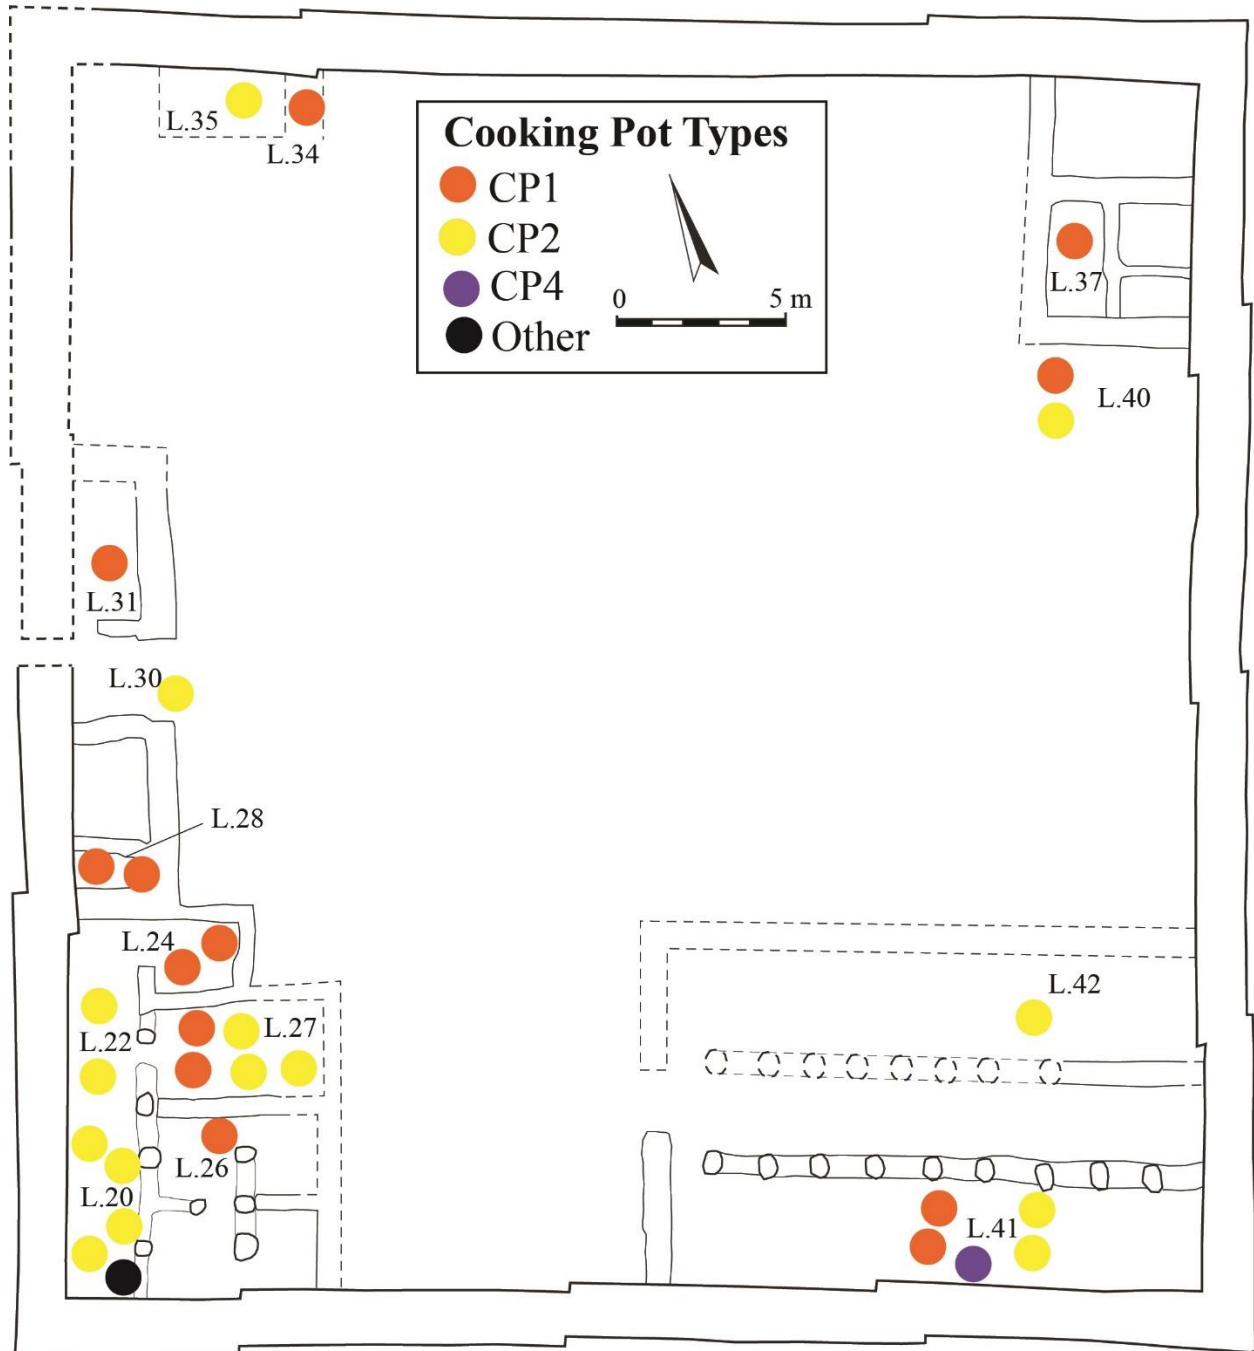 L.35
L.34
Cooking Pot Types
CP1
CP2
CP4
Other
0 5 m
L.37
L.40
L.31
L.30
L.28
L.24
L.22
L.27
L.42
L.26
L.20
L.41